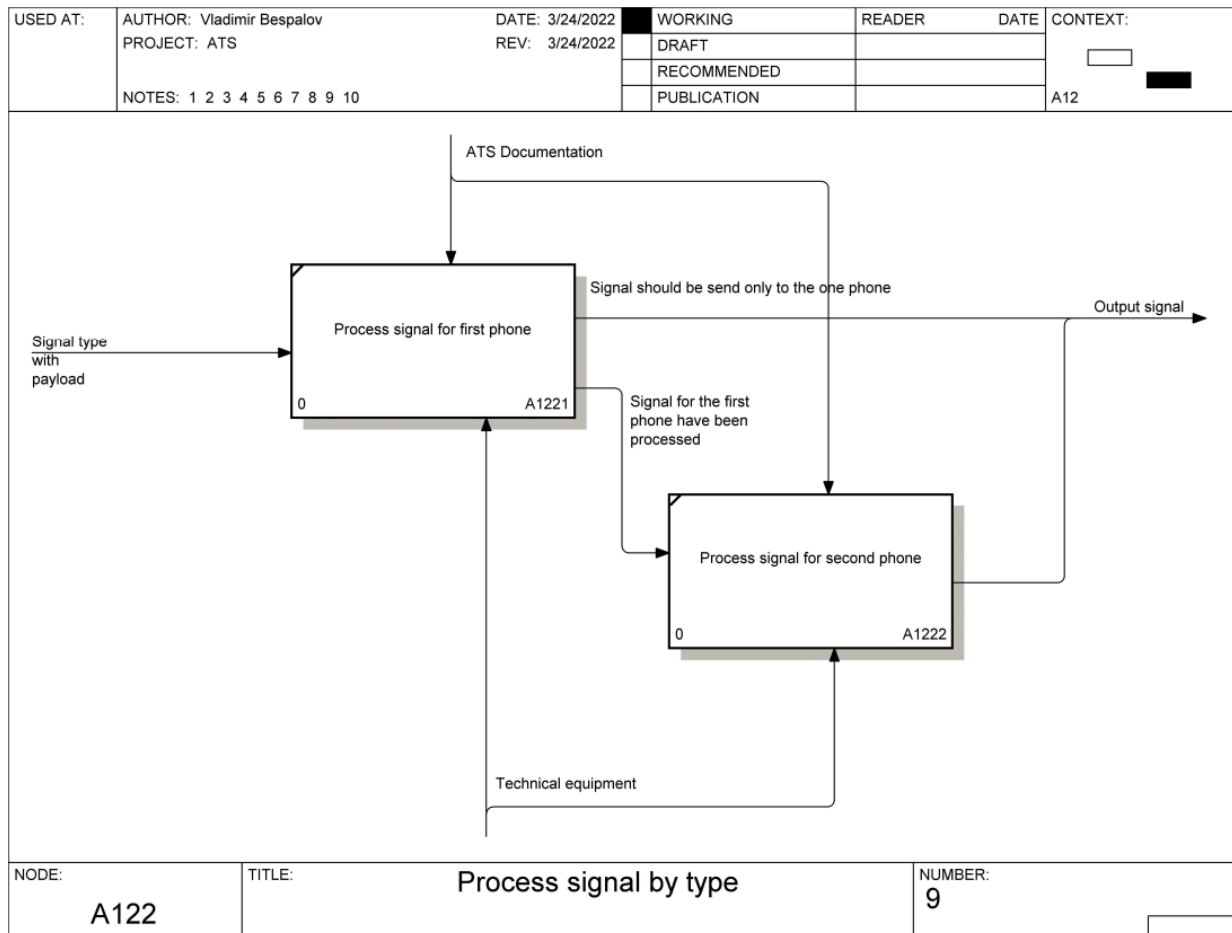 USED AT:
AUTHOR: Vladimir Bespalov
DATE: 3/24/2022
WORKING
READER
DATE
CONTEXT:
PROJECT: ATS
REV: 3/24/2022
DRAFT
RECOMMENDED
NOTES: 1 2 3 4 5 6 7 8 9 10
PUBLICATION
A12
ATS Documentation
Signal should be send only to the one phone
Output signal
Process signal for first phone
Signal type
with
payload
0
A1221
Signal for the first
phone have been
processed
Process signal for second phone
0
A1222
Technical equipment
NODE:
A122
TITLE:
Process signal by type
NUMBER:
9